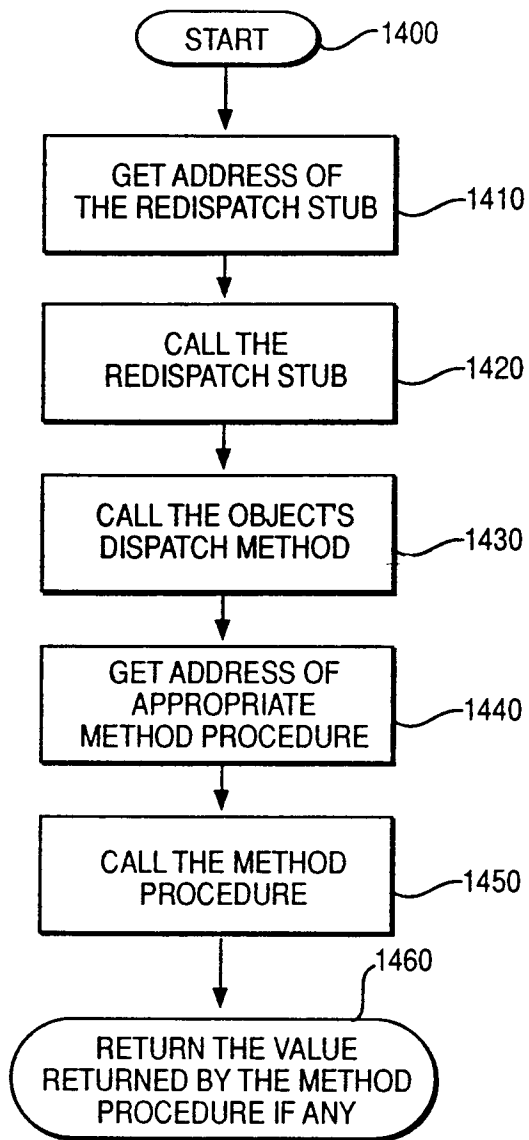 START
1400
GET ADDRESS OF
THE REDISPATCH STUB
1410
CALL THE
REDISPATCH STUB
1420
CALL THE OBJECT'S
DISPATCH METHOD
1430
GET ADDRESS OF
APPROPRIATE
METHOD PROCEDURE
1440
CALL THE METHOD
PROCEDURE
1450
1460
RETURN THE VALUE
RETURNED BY THE METHOD
PROCEDURE IF ANY